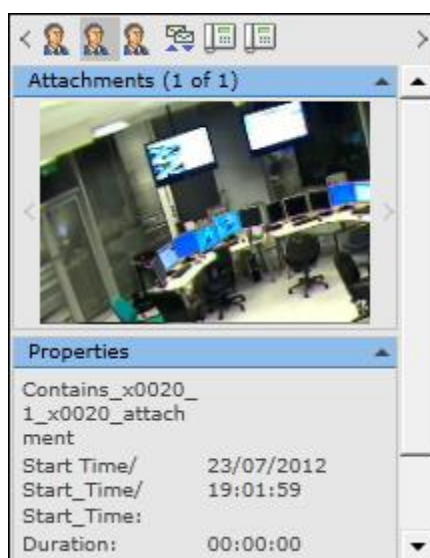 Attachments (1 of 1)
Properties
Contains_x0020_
1_x0020_attach
ment
Start Time/ 23/07/2012
Start_Time/ 19:01:59
Start_Time:
Duration: 00:00:00